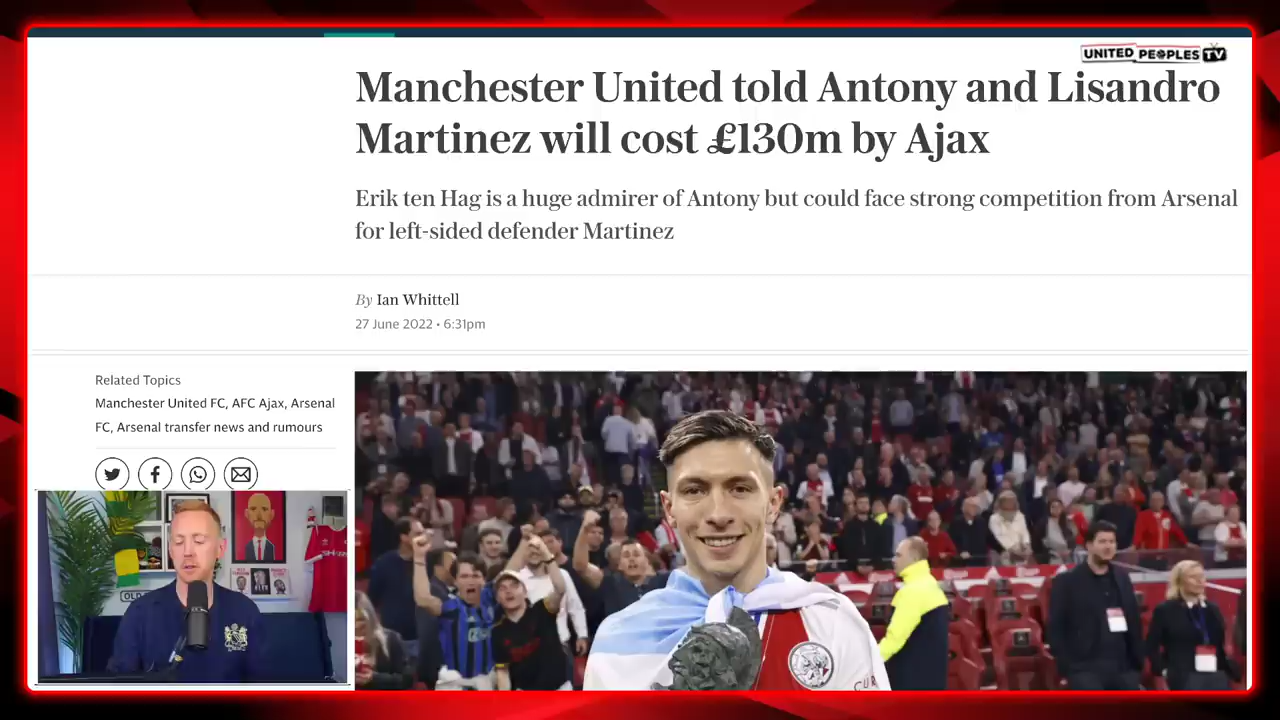 UNITED PEOPLES TV
Manchester United told Antony and Lisandro
Martinez will cost £130m by Ajax
Erik ten Hag is a huge admirer of Antony but could face strong competition from Arsenal
for left-sided defender Martinez
By Ian Whittell
27 June 2022 • 6:31pm
Related Topics
Manchester United FC, AFC Ajax, Arsenal
FC, Arsenal transfer news and rumours